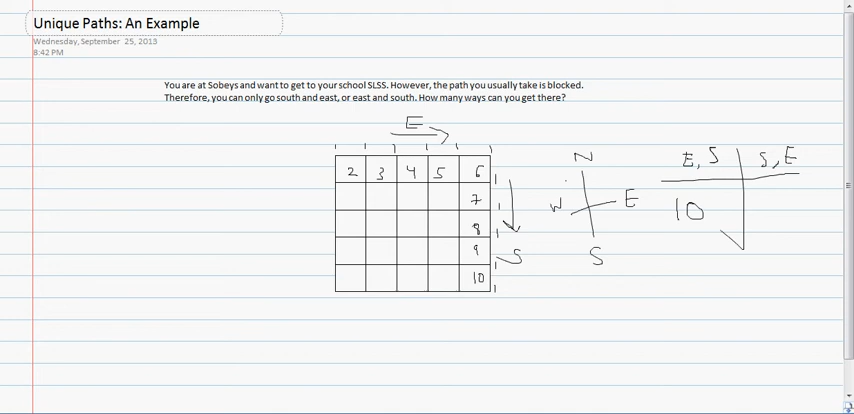 Unique Paths: An Example
Wednesday, September 25, 2013
8:42 PM
You are at Sobeys and want to get to your school SLSS. However, the path you usually take is blocked.
Therefore, you can only go south and east, or east and south. How many ways can you get there?
E
N
E, S S, E
2 3 4 5 6
7
W E
10
8
S
9
S
10